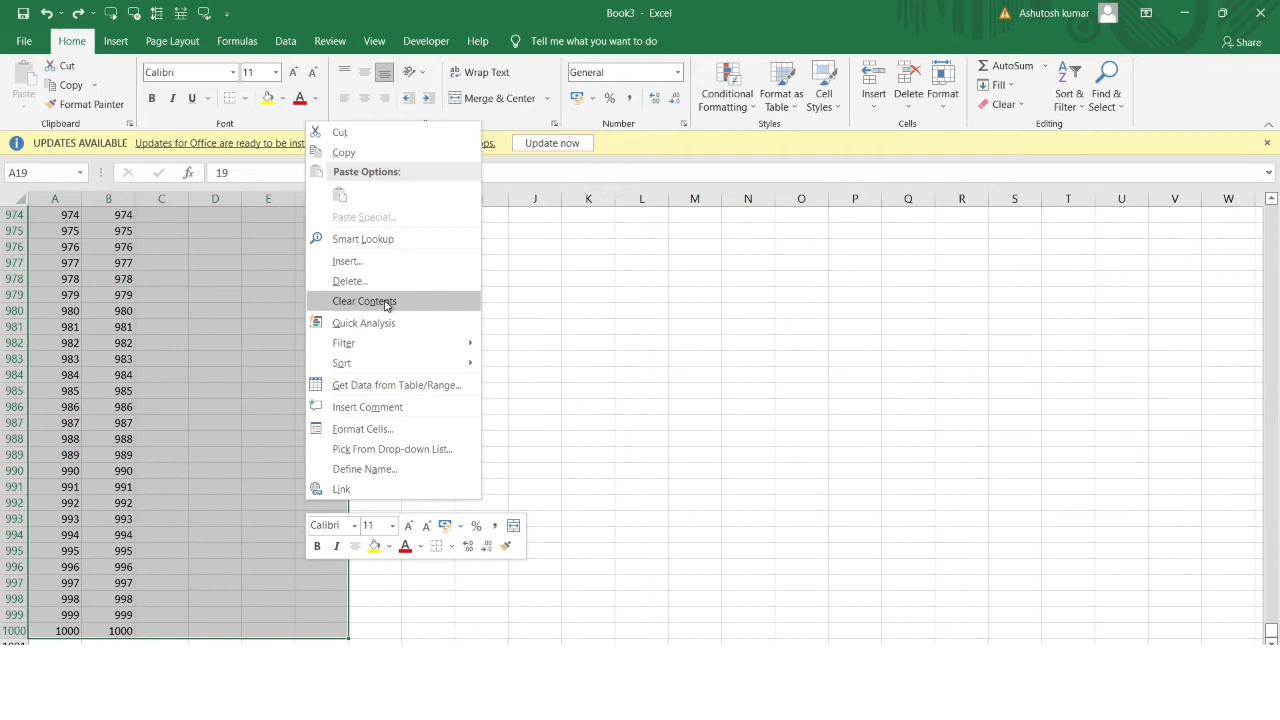 Book3 - Excel
Ashutosh kumar
File Home Insert Page Layout Formulas Data Review View Developer Help Tell me what you want to do
Share
Cut
Copy
Format Painter
Paste
Clipboard
Calibri 11
B I U
Font
Wrap Text
Merge & Center
General
Number
Conditional Formatting
Format as Table
Cell Styles
Styles
Insert Delete Format
Cells
AutoSum
Fill
Clear
Sort & Filter
Find & Select
Editing
UPDATES AVAILABLE Updates for Office are ready to be inst ps. Update now
A19 fx 19
A B C D E J K L M N O P Q R S T U V W
974 974 974
975 975 975
976 976 976
977 977 977
978 978 978
979 979 979
980 980 980
981 981 981
982 982 982
983 983 983
984 984 984
985 985 985
986 986 986
987 987 987
988 988 988
989 989 989
990 990 990
991 991 991
992 992 992
993 993 993
994 994 994
995 995 995
996 996 996
997 997 997
998 998 998
999 999 999
1000 1000 1000
Cut
Copy
Paste Options:
Paste Special...
Smart Lookup
Insert...
Delete...
Clear Contents
Quick Analysis
Filter
Sort
Get Data from Table/Range...
Insert Comment
Format Cells...
Pick From Drop-down List...
Define Name...
Link
Calibri 11 A A % ,
B I A